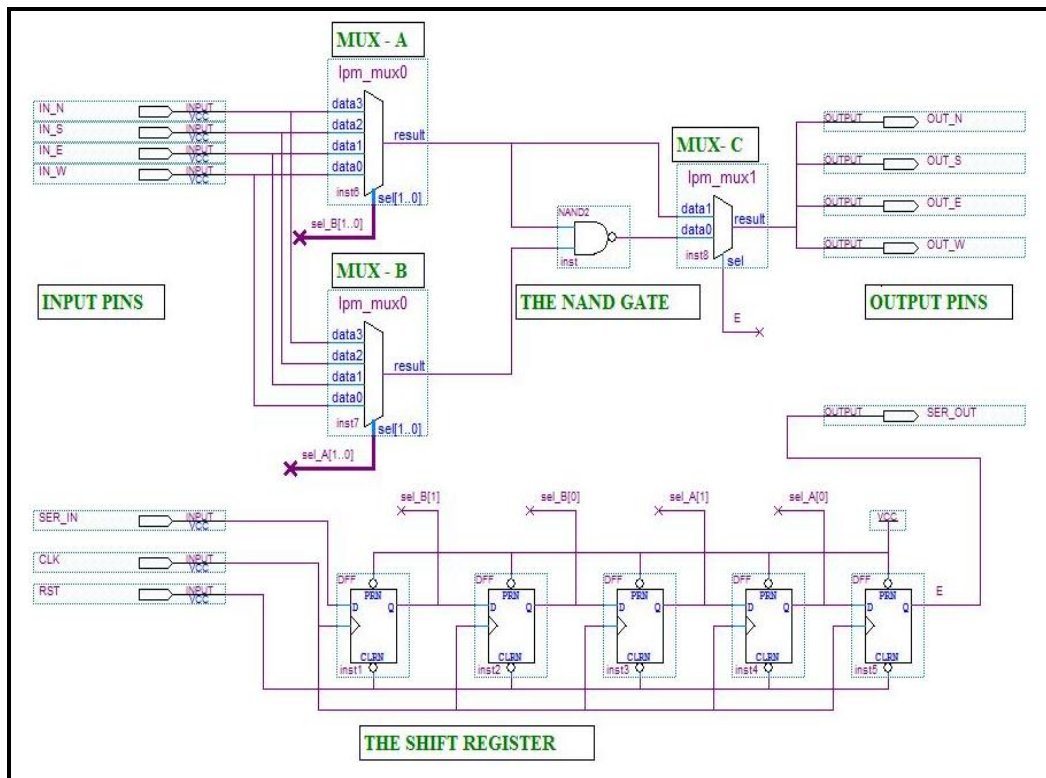 MUX - A
lpm_mux0
IN_N INPUT VCC
IN_S INPUT VCC
IN_E INPUT VCC
IN_W INPUT VCC
data3
data2
data1
data0
result
inst6
sel[1..0]
sel_B[1..0]
MUX - B
lpm_mux0
data3
data2
data1
data0
result
inst7
sel[1..0]
sel_A[1..0]
INPUT PINS
NAND2
inst
THE NAND GATE
MUX- C
lpm_mux1
data1
data0
result
inst8
sel
E
OUTPUT OUT_N
OUTPUT OUT_S
OUTPUT OUT_E
OUTPUT OUT_W
OUTPUT PINS
OUTPUT SER_OUT
SER_IN INPUT VCC
CLK INPUT VCC
RST INPUT VCC
sel_B[1]
sel_B[0]
sel_A[1]
sel_A[0]
VCC
DFF
PRN
D Q
CLRN
inst1
DFF
PRN
D Q
CLRN
inst2
DFF
PRN
D Q
CLRN
inst3
DFF
PRN
D Q
CLRN
inst4
DFF
PRN
D Q
CLRN
inst5
E
THE SHIFT REGISTER